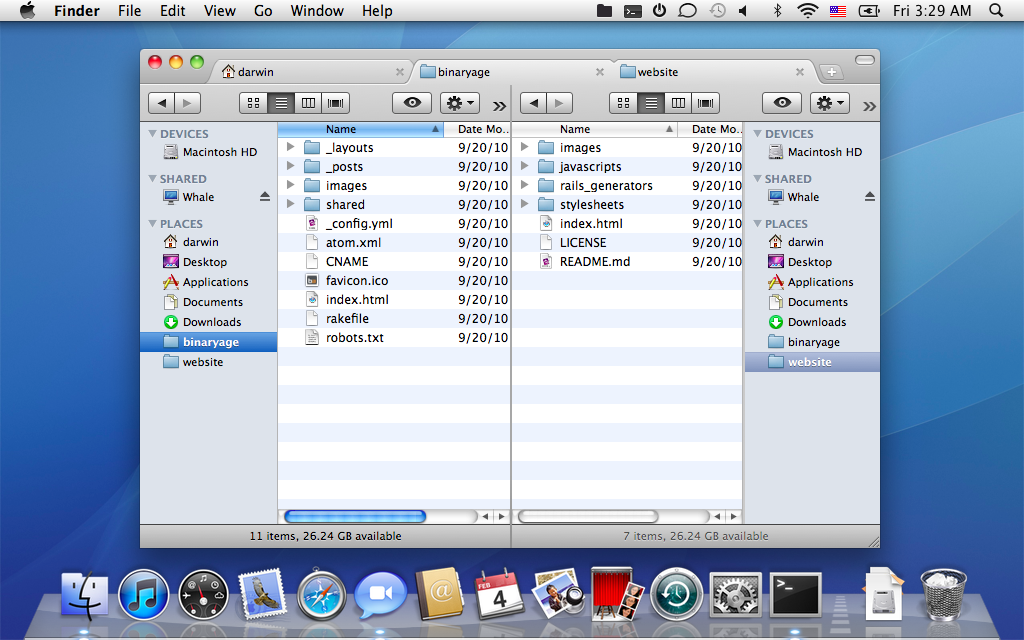 Finder File Edit View Go Window Help Fri 3:29 AM
darwin binaryage website
DEVICES
Macintosh HD
SHARED
Whale
PLACES
darwin
Desktop
Applications
Documents
Downloads
binaryage
website
Name Date Mo..
_layouts 9/20/10
_posts 9/20/10
images 9/20/10
shared 9/20/10
_config.yml 9/20/10
atom.xml 9/20/10
CNAME 9/20/10
favicon.ico 9/20/10
index.html 9/20/10
rakefile 9/20/10
robots.txt 9/20/10
11 items, 26.24 GB available
Name Date Mo..
images 9/20/10
javascripts 9/20/10
rails_generators 9/20/10
stylesheets 9/20/10
index.html 9/20/10
LICENSE 9/20/10
README.md 9/20/10
7 items, 26.24 GB available
DEVICES
Macintosh HD
SHARED
Whale
PLACES
darwin
Desktop
Applications
Documents
Downloads
binaryage
website
FEB
4